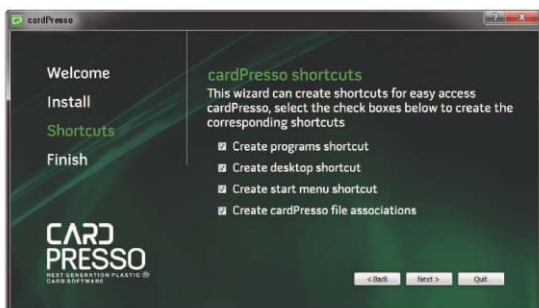 cardPresso
Welcome
Install
Shortcuts
Finish
cardPresso shortcuts
This wizard can create shortcuts for easy access
cardPresso, select the check boxes below to create the
corresponding shortcuts
Create programs shortcut
Create desktop shortcut
Create start menu shortcut
Create cardPresso file associations
CARD
PRESSO
NEXT GENERATION PLASTIC ®
CARD SOFTWARE
< Back
Next >
Quit